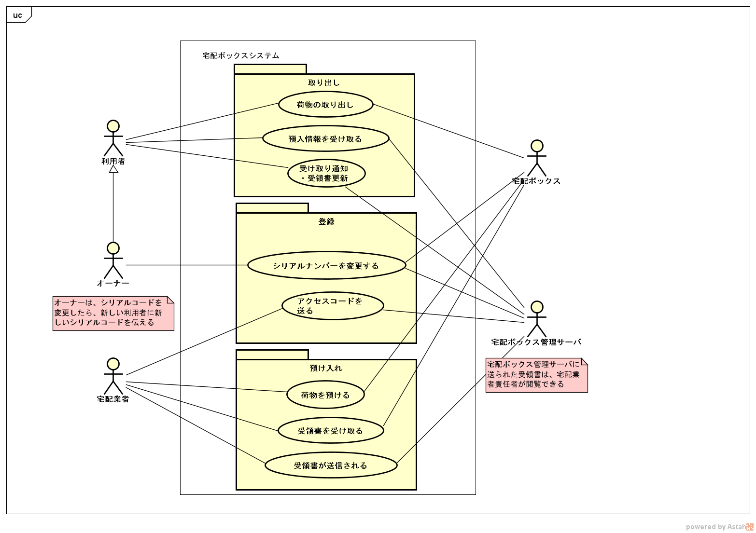 uc
宅配ボックスシステム
取り出し
荷物の取り出し
預入情報を受け取る
受け取り通知
・受領書更新
利用者
宅配ボックス
登録
シリアルナンバーを変更する
アクセスコードを
送る
オーナー
オーナーは、シリアルコードを
変更したら、新しい利用者に新
しいシリアルコードを伝える
宅配ボックス管理サーバ
宅配ボックス管理サーバに
送られた受領書は、宅配業
者責任者が閲覧できる
預け入れ
荷物を預ける
受領書を受け取る
受領書が送信される
宅配業者
powered by Astah